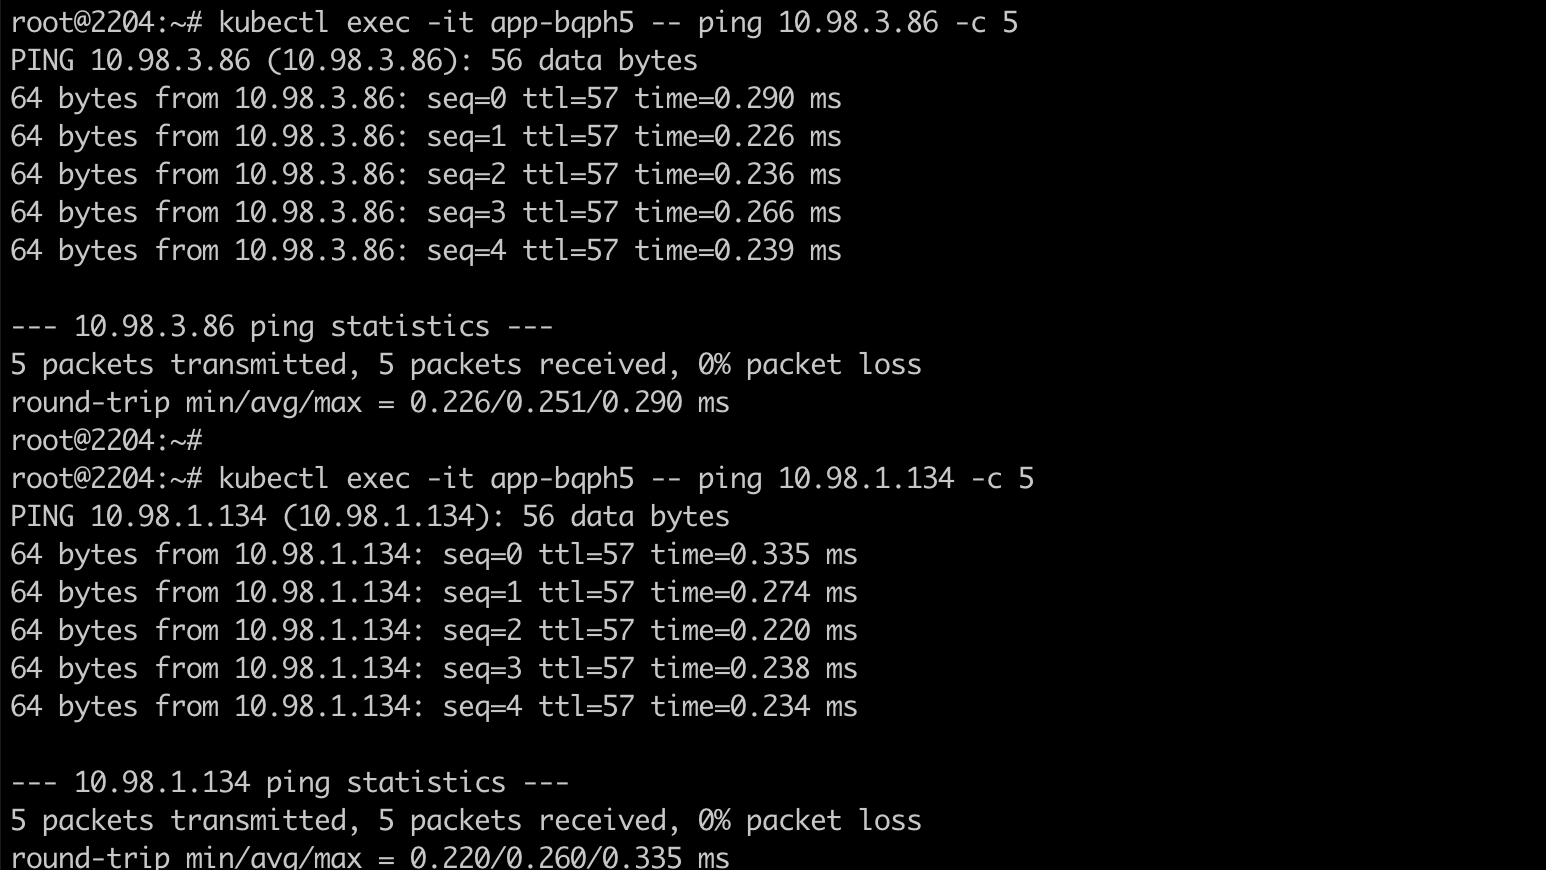 root@2204:~# kubectl exec -it app-bqph5 -- ping 10.98.3.86 -c 5
PING 10.98.3.86 (10.98.3.86): 56 data bytes
64 bytes from 10.98.3.86: seq=0 ttl=57 time=0.290 ms
64 bytes from 10.98.3.86: seq=1 ttl=57 time=0.226 ms
64 bytes from 10.98.3.86: seq=2 ttl=57 time=0.236 ms
64 bytes from 10.98.3.86: seq=3 ttl=57 time=0.266 ms
64 bytes from 10.98.3.86: seq=4 ttl=57 time=0.239 ms

--- 10.98.3.86 ping statistics ---
5 packets transmitted, 5 packets received, 0% packet loss
round-trip min/avg/max = 0.226/0.251/0.290 ms
root@2204:~#
root@2204:~# kubectl exec -it app-bqph5 -- ping 10.98.1.134 -c 5
PING 10.98.1.134 (10.98.1.134): 56 data bytes
64 bytes from 10.98.1.134: seq=0 ttl=57 time=0.335 ms
64 bytes from 10.98.1.134: seq=1 ttl=57 time=0.274 ms
64 bytes from 10.98.1.134: seq=2 ttl=57 time=0.220 ms
64 bytes from 10.98.1.134: seq=3 ttl=57 time=0.238 ms
64 bytes from 10.98.1.134: seq=4 ttl=57 time=0.234 ms

--- 10.98.1.134 ping statistics ---
5 packets transmitted, 5 packets received, 0% packet loss
round-trip min/avg/max = 0.220/0.260/0.335 ms